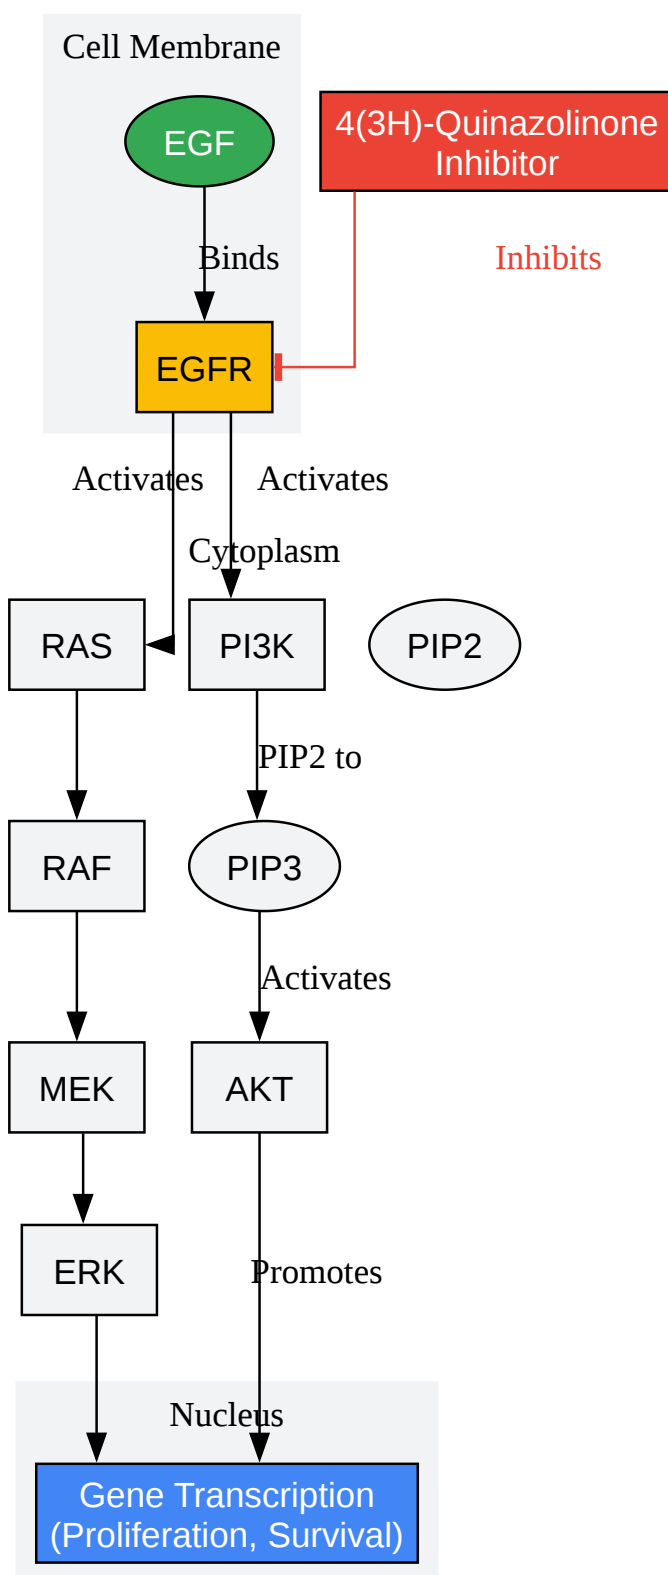 Cell Membrane
EGF
4(3H)-Quinazolinone
Inhibitor
Binds
Inhibits
EGFR
Activates
Activates
Cytoplasm
RAS
PI3K
PIP2
PIP2 to
RAF
PIP3
Activates
MEK
AKT
ERK
Promotes
Nucleus
Gene Transcription
(Proliferation, Survival)